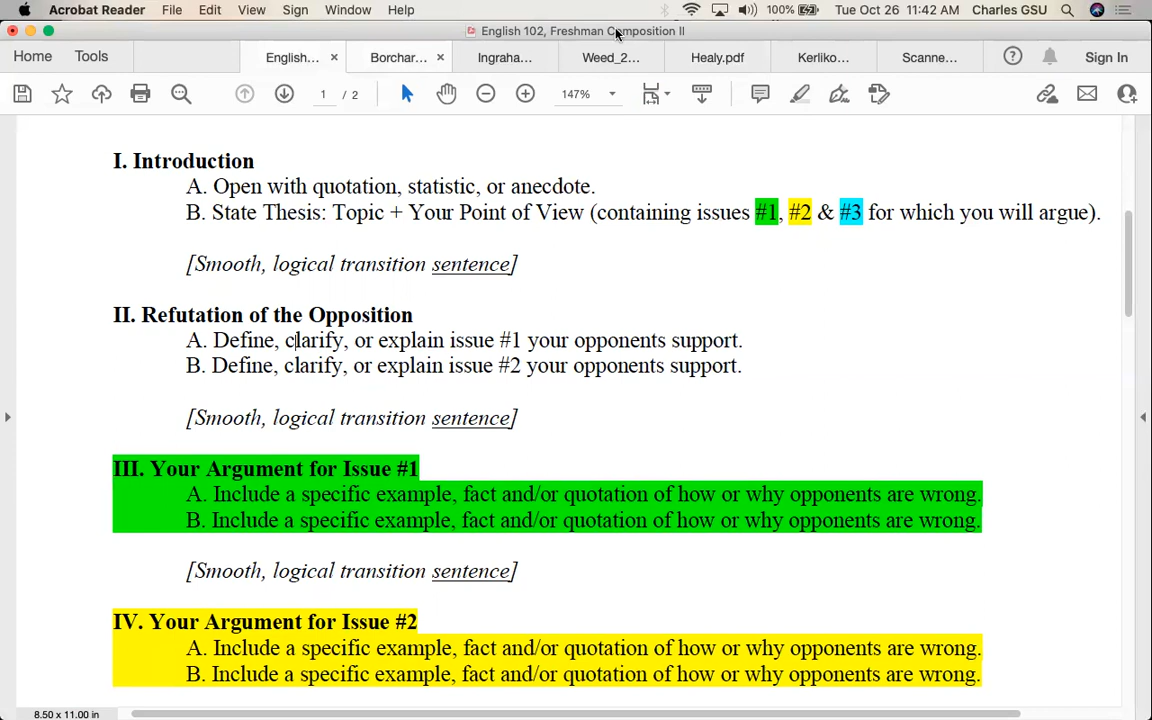 Acrobat Reader File Edit View Sign Window Help 100% Tue Oct 26 11:42 AM Charles GSU
English 102, Freshman Composition II
Home Tools English... × Borchar... × Ingraha... Weed_2... Healy.pdf Kerliko... Scanne... Sign In
1 / 2 147%
I. Introduction
A. Open with quotation, statistic, or anecdote.
B. State Thesis: Topic + Your Point of View (containing issues #1, #2 & #3 for which you will argue).
[Smooth, logical transition sentence]
II. Refutation of the Opposition
A. Define, clarify, or explain issue #1 your opponents support.
B. Define, clarify, or explain issue #2 your opponents support.
[Smooth, logical transition sentence]
III. Your Argument for Issue #1
A. Include a specific example, fact and/or quotation of how or why opponents are wrong.
B. Include a specific example, fact and/or quotation of how or why opponents are wrong.
[Smooth, logical transition sentence]
IV. Your Argument for Issue #2
A. Include a specific example, fact and/or quotation of how or why opponents are wrong.
B. Include a specific example, fact and/or quotation of how or why opponents are wrong.
8.50 x 11.00 in